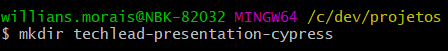 willians.morais@NBK-82032 MINGW64 /c/dev/projetos
$ mkdir techlead-presentation-cypress